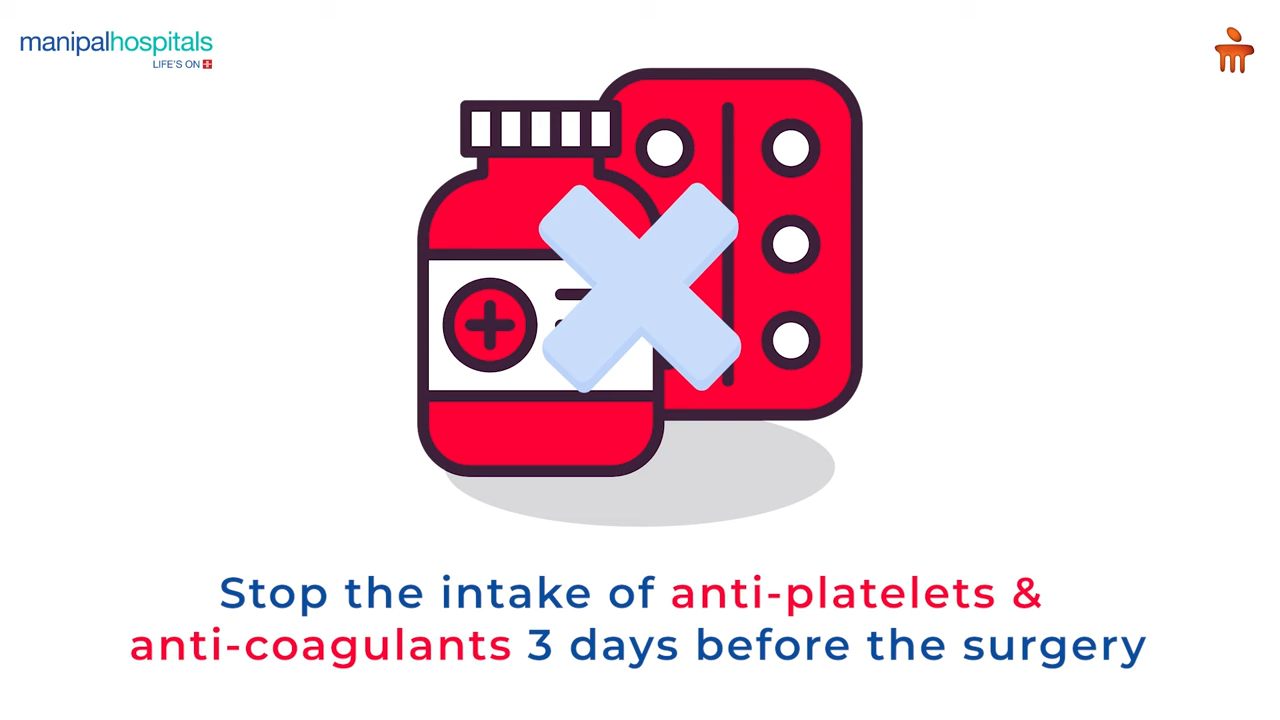 manipalhospitals
LIFE'S ON
Stop the intake of anti-platelets &
anti-coagulants 3 days before the surgery